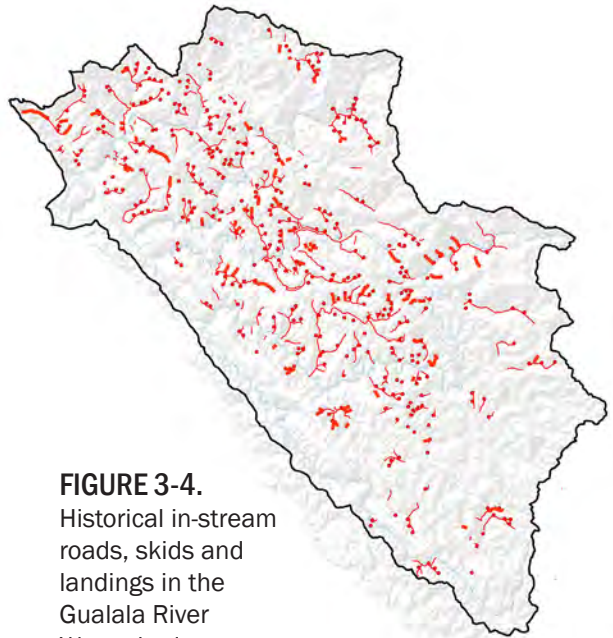 FIGURE 3-4.
Historical in-stream
roads, skids and
landings in the
Gualala River